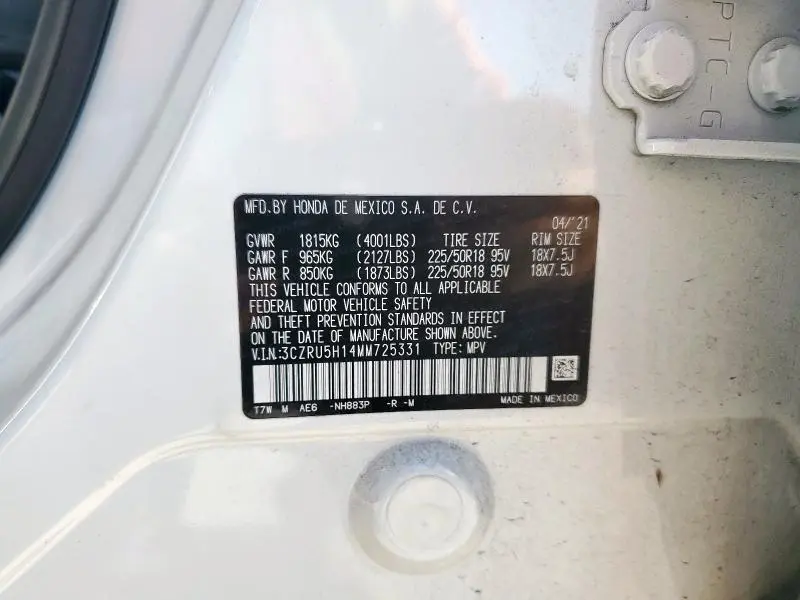 PTC-G
MFD.BY HONDA DE MEXICO S.A. DE C.V.
04/'21
GVWR 1815KG (4001LBS) TIRE SIZE RIM SIZE
GAWR F 965KG (2127LBS) 225/50R18 95V 18X7.5J
GAWR R 850KG (1873LBS) 225/50R18 95V 18X7.5J
THIS VEHICLE CONFORMS TO ALL APPLICABLE
FEDERAL MOTOR VEHICLE SAFETY
AND THEFT PREVENTION STANDARDS IN EFFECT
ON THE DATE OF MANUFACTURE SHOWN ABOVE.
V.I.N.:3CZRU5H14MM725331 TYPE: MPV
T7W M AE6 -NH883P -R -M MADE IN MEXICO